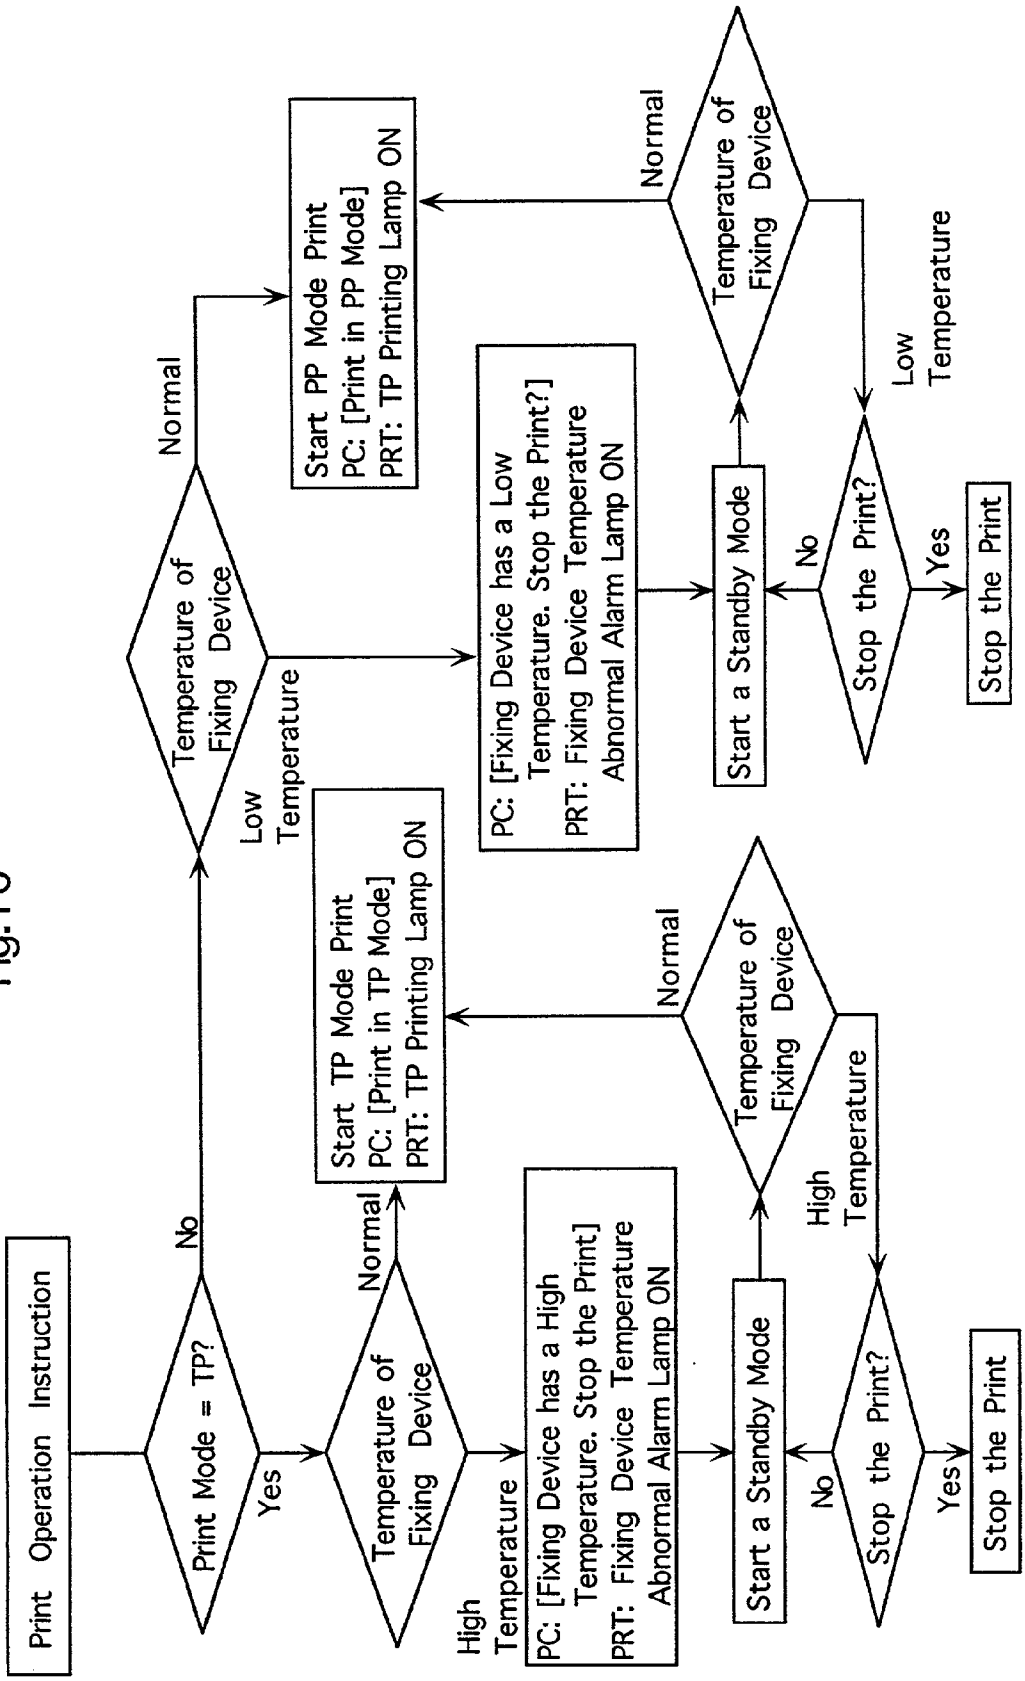 Print Operation Instruction
Print Mode = TP?
No
Yes
Temperature of
Fixing Device
Normal
High
Temperature
Start TP Mode Print
PC: [Print in TP Mode]
PRT: TP Printing Lamp ON
PC: [Fixing Device has a High
Temperature. Stop the Print]
PRT: Fixing Device Temperature
Abnormal Alarm Lamp ON
Start a Standby Mode
Temperature of
Fixing Device
Normal
High
Temperature
Stop the Print?
No
Yes
Stop the Print
Temperature of
Fixing Device
Normal
Low
Temperature
Start PP Mode Print
PC: [Print in PP Mode]
PRT: TP Printing Lamp ON
PC: [Fixing Device has a Low
Temperature. Stop the Print?]
PRT: Fixing Device Temperature
Abnormal Alarm Lamp ON
Start a Standby Mode
Temperature of
Fixing Device
Normal
Low
Temperature
Stop the Print?
No
Yes
Stop the Print